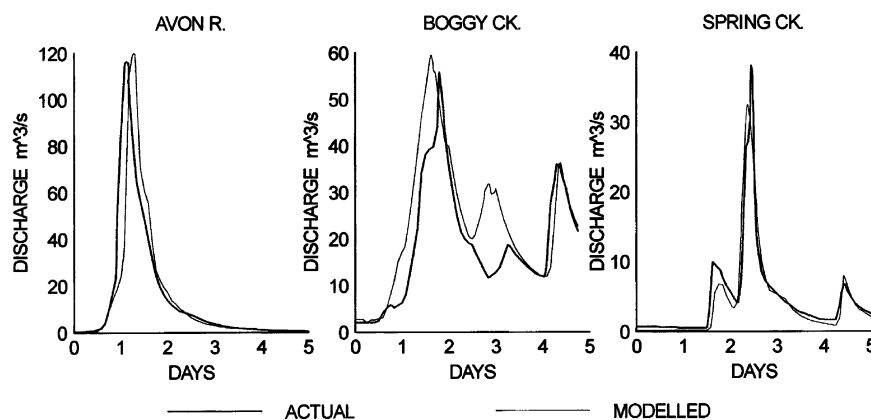 AVON R.
DISCHARGE m^3/s
120
100
80
60
40
20
0
0 1 2 3 4 5
DAYS
BOGGY CK.
DISCHARGE m^3/s
60
50
40
30
20
10
0
0 1 2 3 4 5
DAYS
SPRING CK.
DISCHARGE m^3/s
40
30
20
10
0
0 1 2 3 4 5
DAYS
ACTUAL
MODELLED